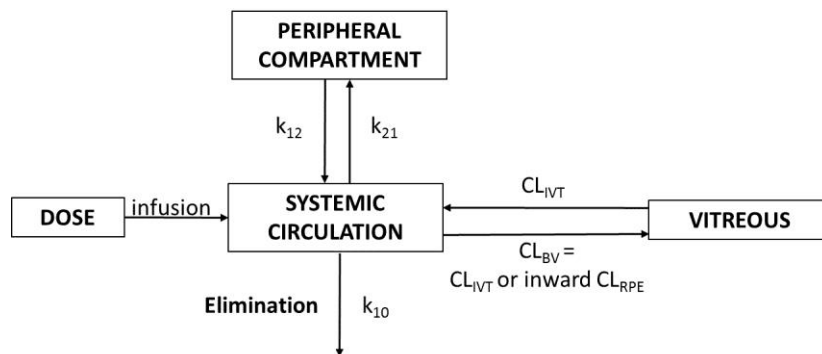 PERIPHERAL
COMPARTMENT
k12
k21
DOSE
infusion
SYSTEMIC
CIRCULATION
CLIVT
VITREOUS
CLBV =
CLIVT or inward CLRPE
Elimination
k10